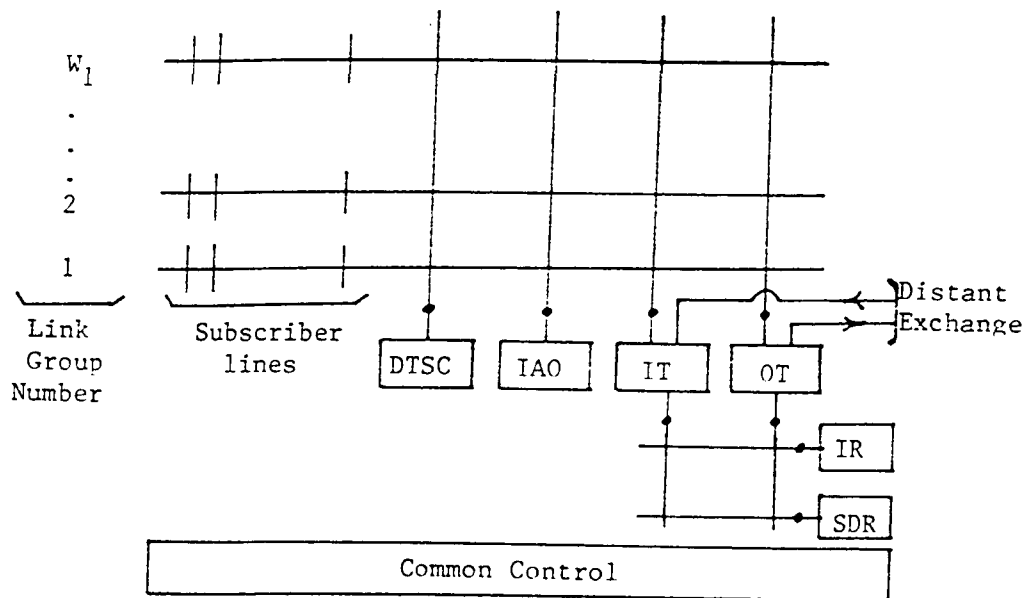 W1
.
.
.
2
1
Link
Group
Number
Subscriber
lines
DTSC
IAO
IT
OT
Distant
Exchange
IR
SDR
Common Control